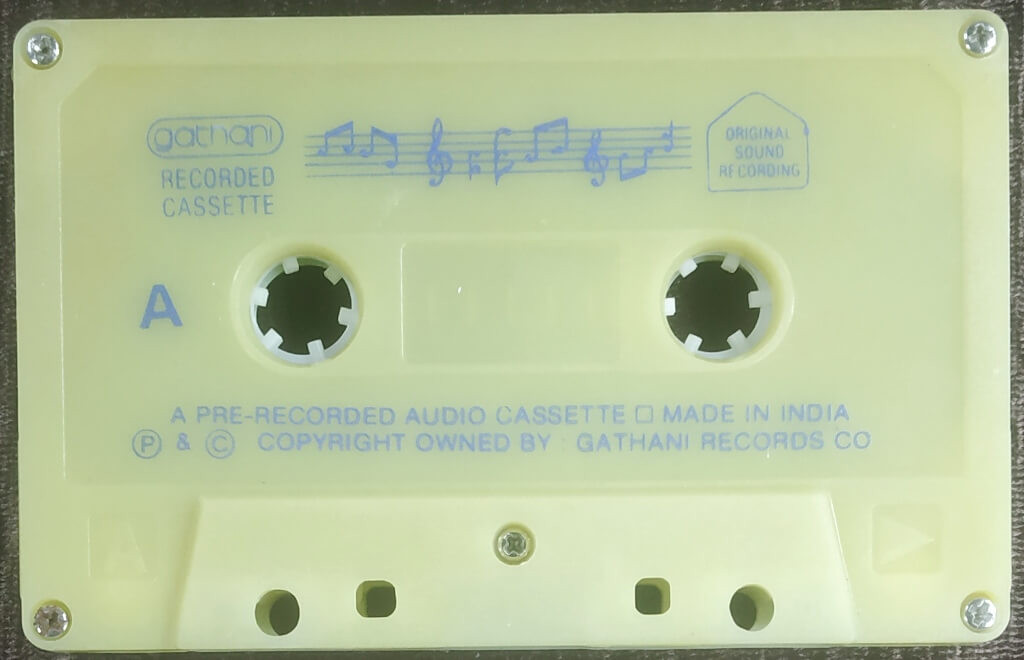 gathani
RECORDED
CASSETTE
ORIGINAL
SOUND
RECORDING
A
A PRE-RECORDED AUDIO CASSETTE □ MADE IN INDIA
Ⓟ & © COPYRIGHT OWNED BY : GATHANI RECORDS CO
A